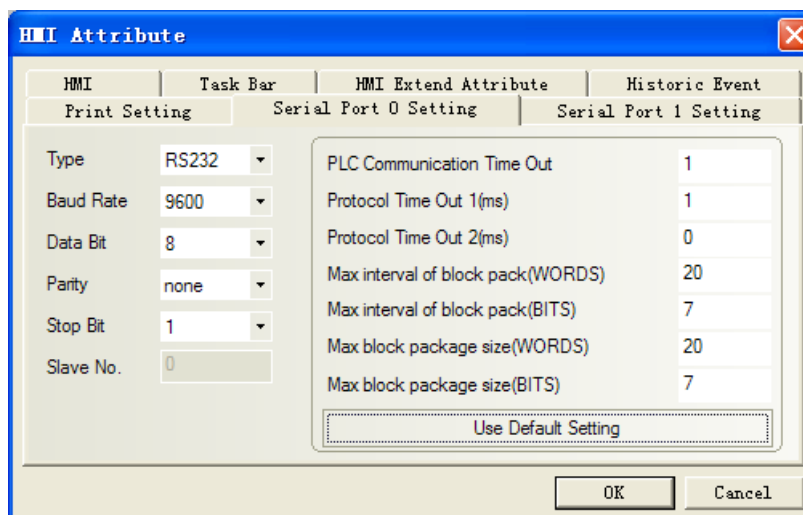 HMI Attribute
HMI Task Bar HMI Extend Attribute Historic Event
Print Setting Serial Port 0 Setting Serial Port 1 Setting
Type RS232
Baud Rate 9600
Data Bit 8
Parity none
Stop Bit 1
Slave No. 0
PLC Communication Time Out 1
Protocol Time Out 1(ms) 1
Protocol Time Out 2(ms) 0
Max interval of block pack(WORDS) 20
Max interval of block pack(BITS) 7
Max block package size(WORDS) 20
Max block package size(BITS) 7
Use Default Setting
OK Cancel